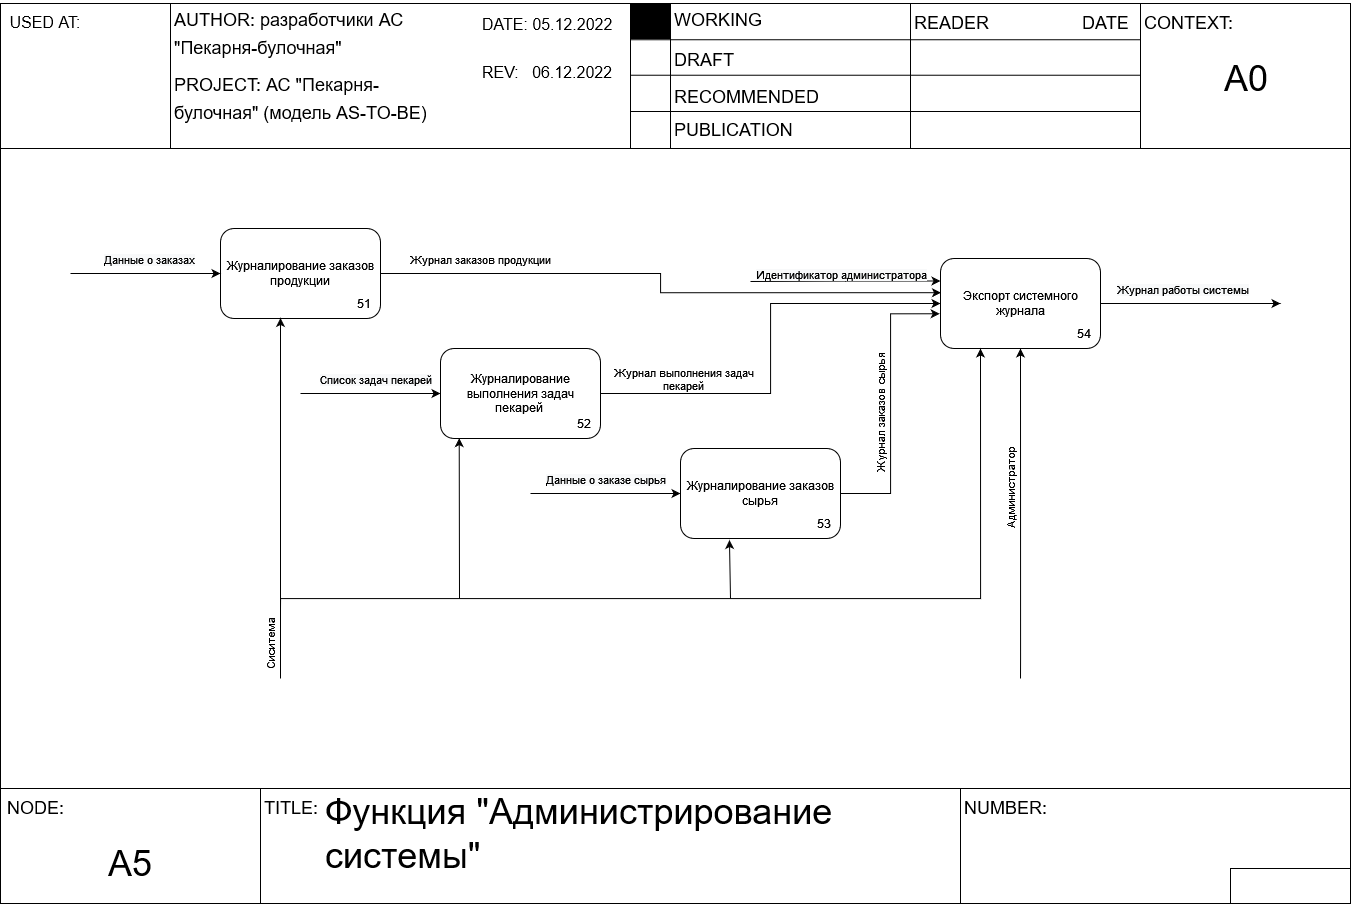 USED AT:
AUTHOR: разработчики АС
"Пекарня-булочная"
PROJECT: АС "Пекарня-
булочная" (модель AS-TO-BE)
DATE: 05.12.2022
REV: 06.12.2022
WORKING
DRAFT
RECOMMENDED
PUBLICATION
READER DATE
CONTEXT:
A0
Данные о заказах
Журналирование заказов
продукции
51
Журнал заказов продукции
Идентификатор администратора
Экспорт системного
журнала
54
Журнал работы системы
Список задач пекарей
Журналирование
выполнения задач
пекарей
52
Журнал выполнения задач
пекарей
Данные о заказе сырья
Журналирование заказов
сырья
53
Журнал заказов сырья
Администратор
Сиситема
NODE:
A5
TITLE: Функция "Администрирование
системы"
NUMBER: